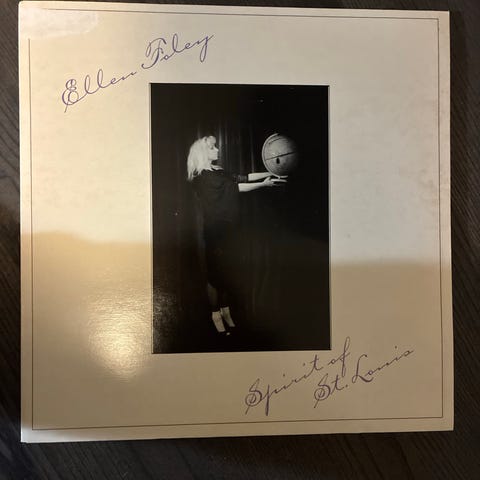 Ellen Foley
Spirit of
St. Louis